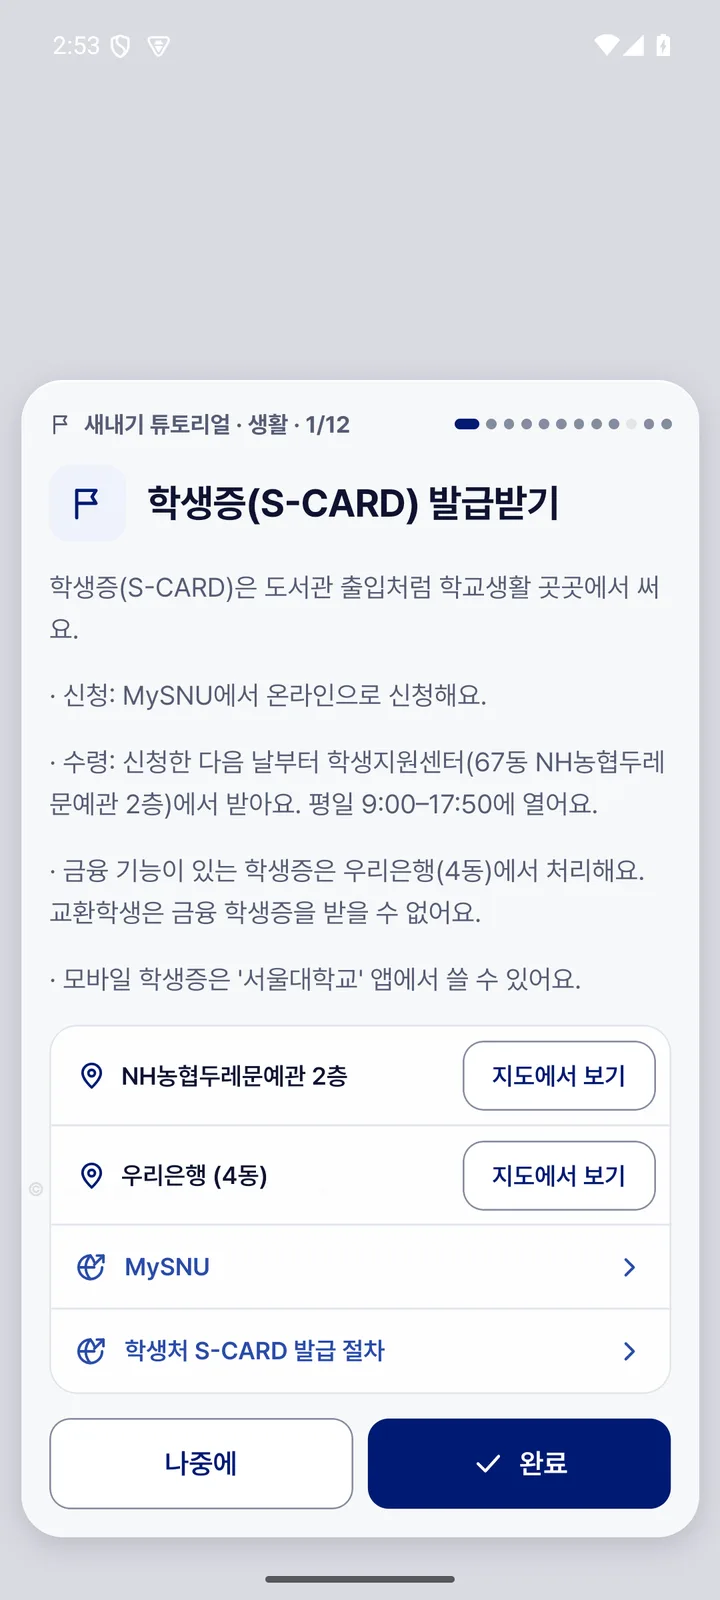 2:53
새내기 튜토리얼 · 생활 · 1/12
학생증(S-CARD) 발급받기
학생증(S-CARD)은 도서관 출입처럼 학교생활 곳곳에서 써
요.
· 신청: MySNU에서 온라인으로 신청해요.
· 수령: 신청한 다음 날부터 학생지원센터(67동 NH농협두레
문예관 2층)에서 받아요. 평일 9:00–17:50에 열어요.
· 금융 기능이 있는 학생증은 우리은행(4동)에서 처리해요.
교환학생은 금융 학생증을 받을 수 없어요.
· 모바일 학생증은 '서울대학교' 앱에서 쓸 수 있어요.
NH농협두레문예관 2층 지도에서 보기
우리은행 (4동) 지도에서 보기
©
MySNU
학생처 S-CARD 발급 절차
나중에 완료